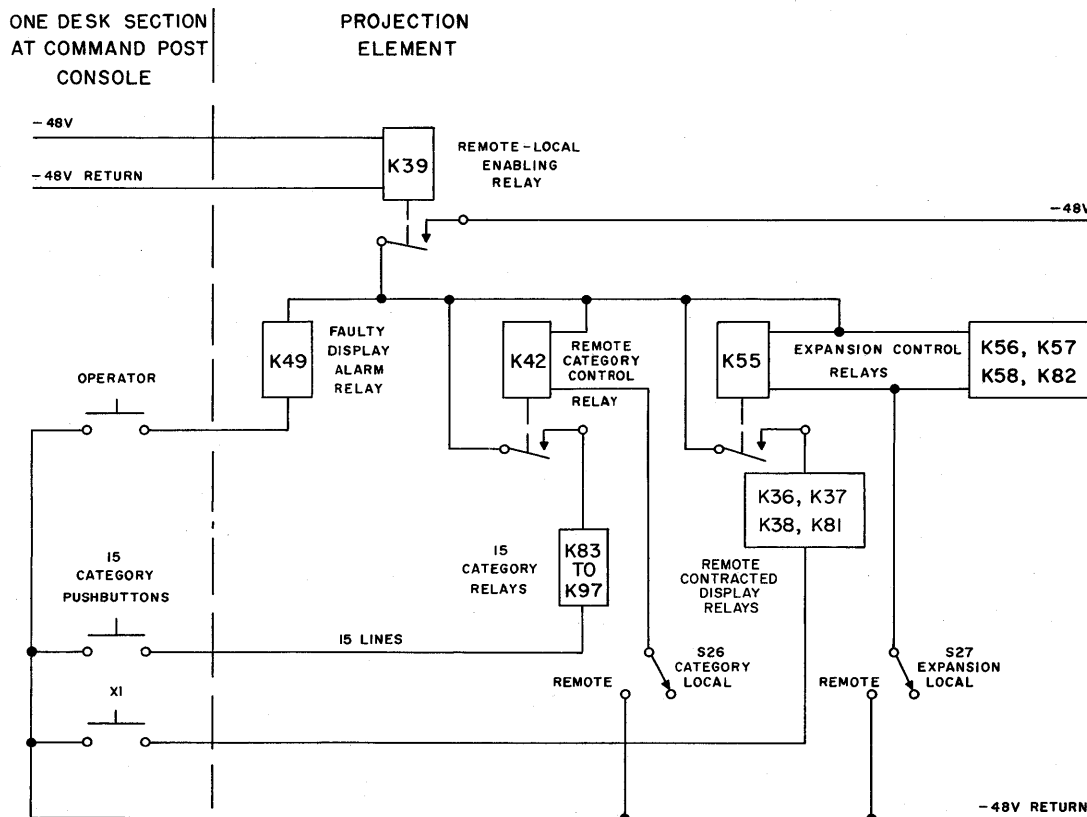 ONE DESK SECTION
AT COMMAND POST
CONSOLE
PROJECTION
ELEMENT
-48V
-48V RETURN
K39
REMOTE-LOCAL
ENABLING
RELAY
-48V
K49
FAULTY
DISPLAY
ALARM
RELAY
K42
REMOTE
CATEGORY
CONTROL
RELAY
K55
EXPANSION CONTROL
RELAYS
K56, K57
K58, K82
OPERATOR
K36, K37
K38, K81
15
CATEGORY
PUSHBUTTONS
15
CATEGORY
RELAYS
K83
TO
K97
REMOTE
CONTRACTED
DISPLAY
RELAYS
15 LINES
S26
CATEGORY
LOCAL
REMOTE
S27
EXPANSION
LOCAL
REMOTE
X1
-48V RETURN